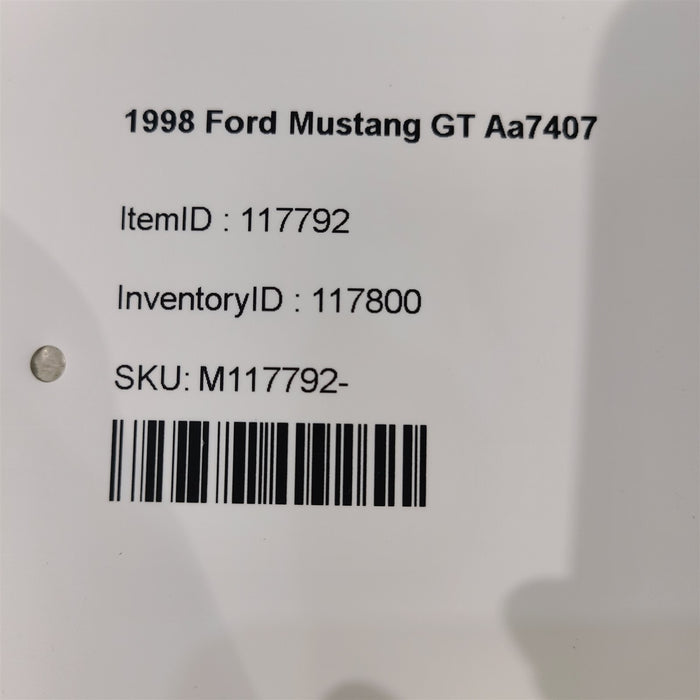 1998 Ford Mustang GT Aa7407
ItemID : 117792
InventoryID : 117800
SKU: M117792-